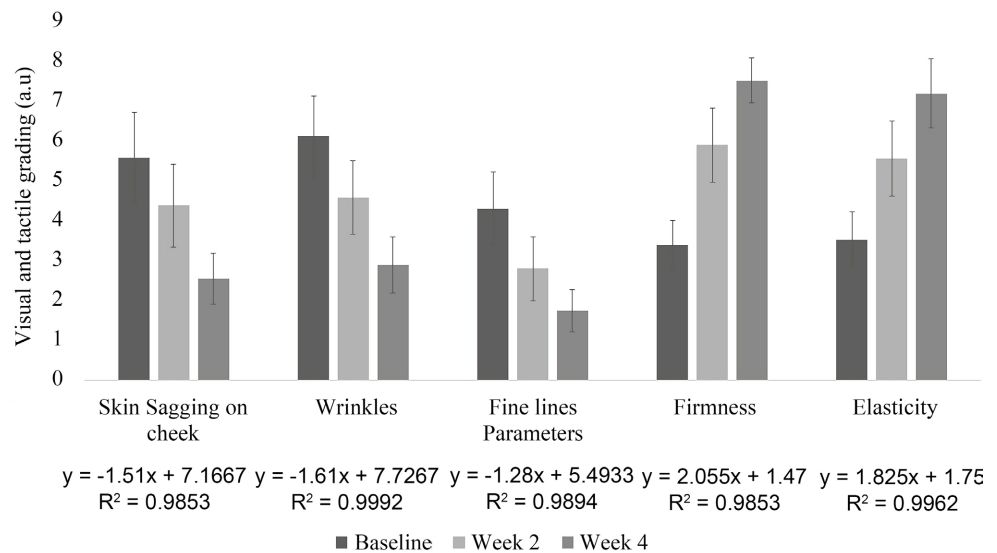 9
8
7
6
5
4
3
2
1
0
Visual and tactile grading (a.u)
Skin Sagging on cheek
Wrinkles
Fine lines
Parameters
Firmness
Elasticity
y = -1.51x + 7.1667
R² = 0.9853
y = -1.61x + 7.7267
R² = 0.9992
y = -1.28x + 5.4933
R² = 0.9894
y = 2.055x + 1.47
R² = 0.9853
y = 1.825x + 1.75
R² = 0.9962
Baseline Week 2 Week 4